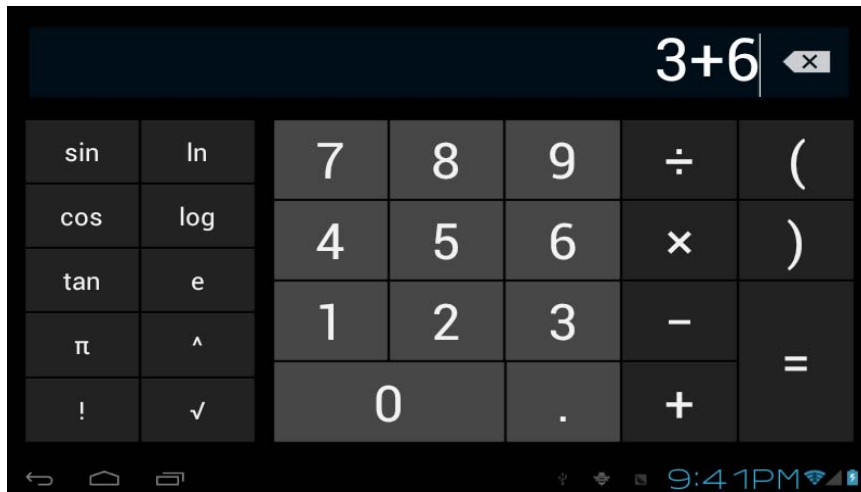 3+6
sin ln 7 8 9 ÷ (
cos log 4 5 6 × )
tan e 1 2 3 −
π ^ =
! √ 0 . +
9:41PM